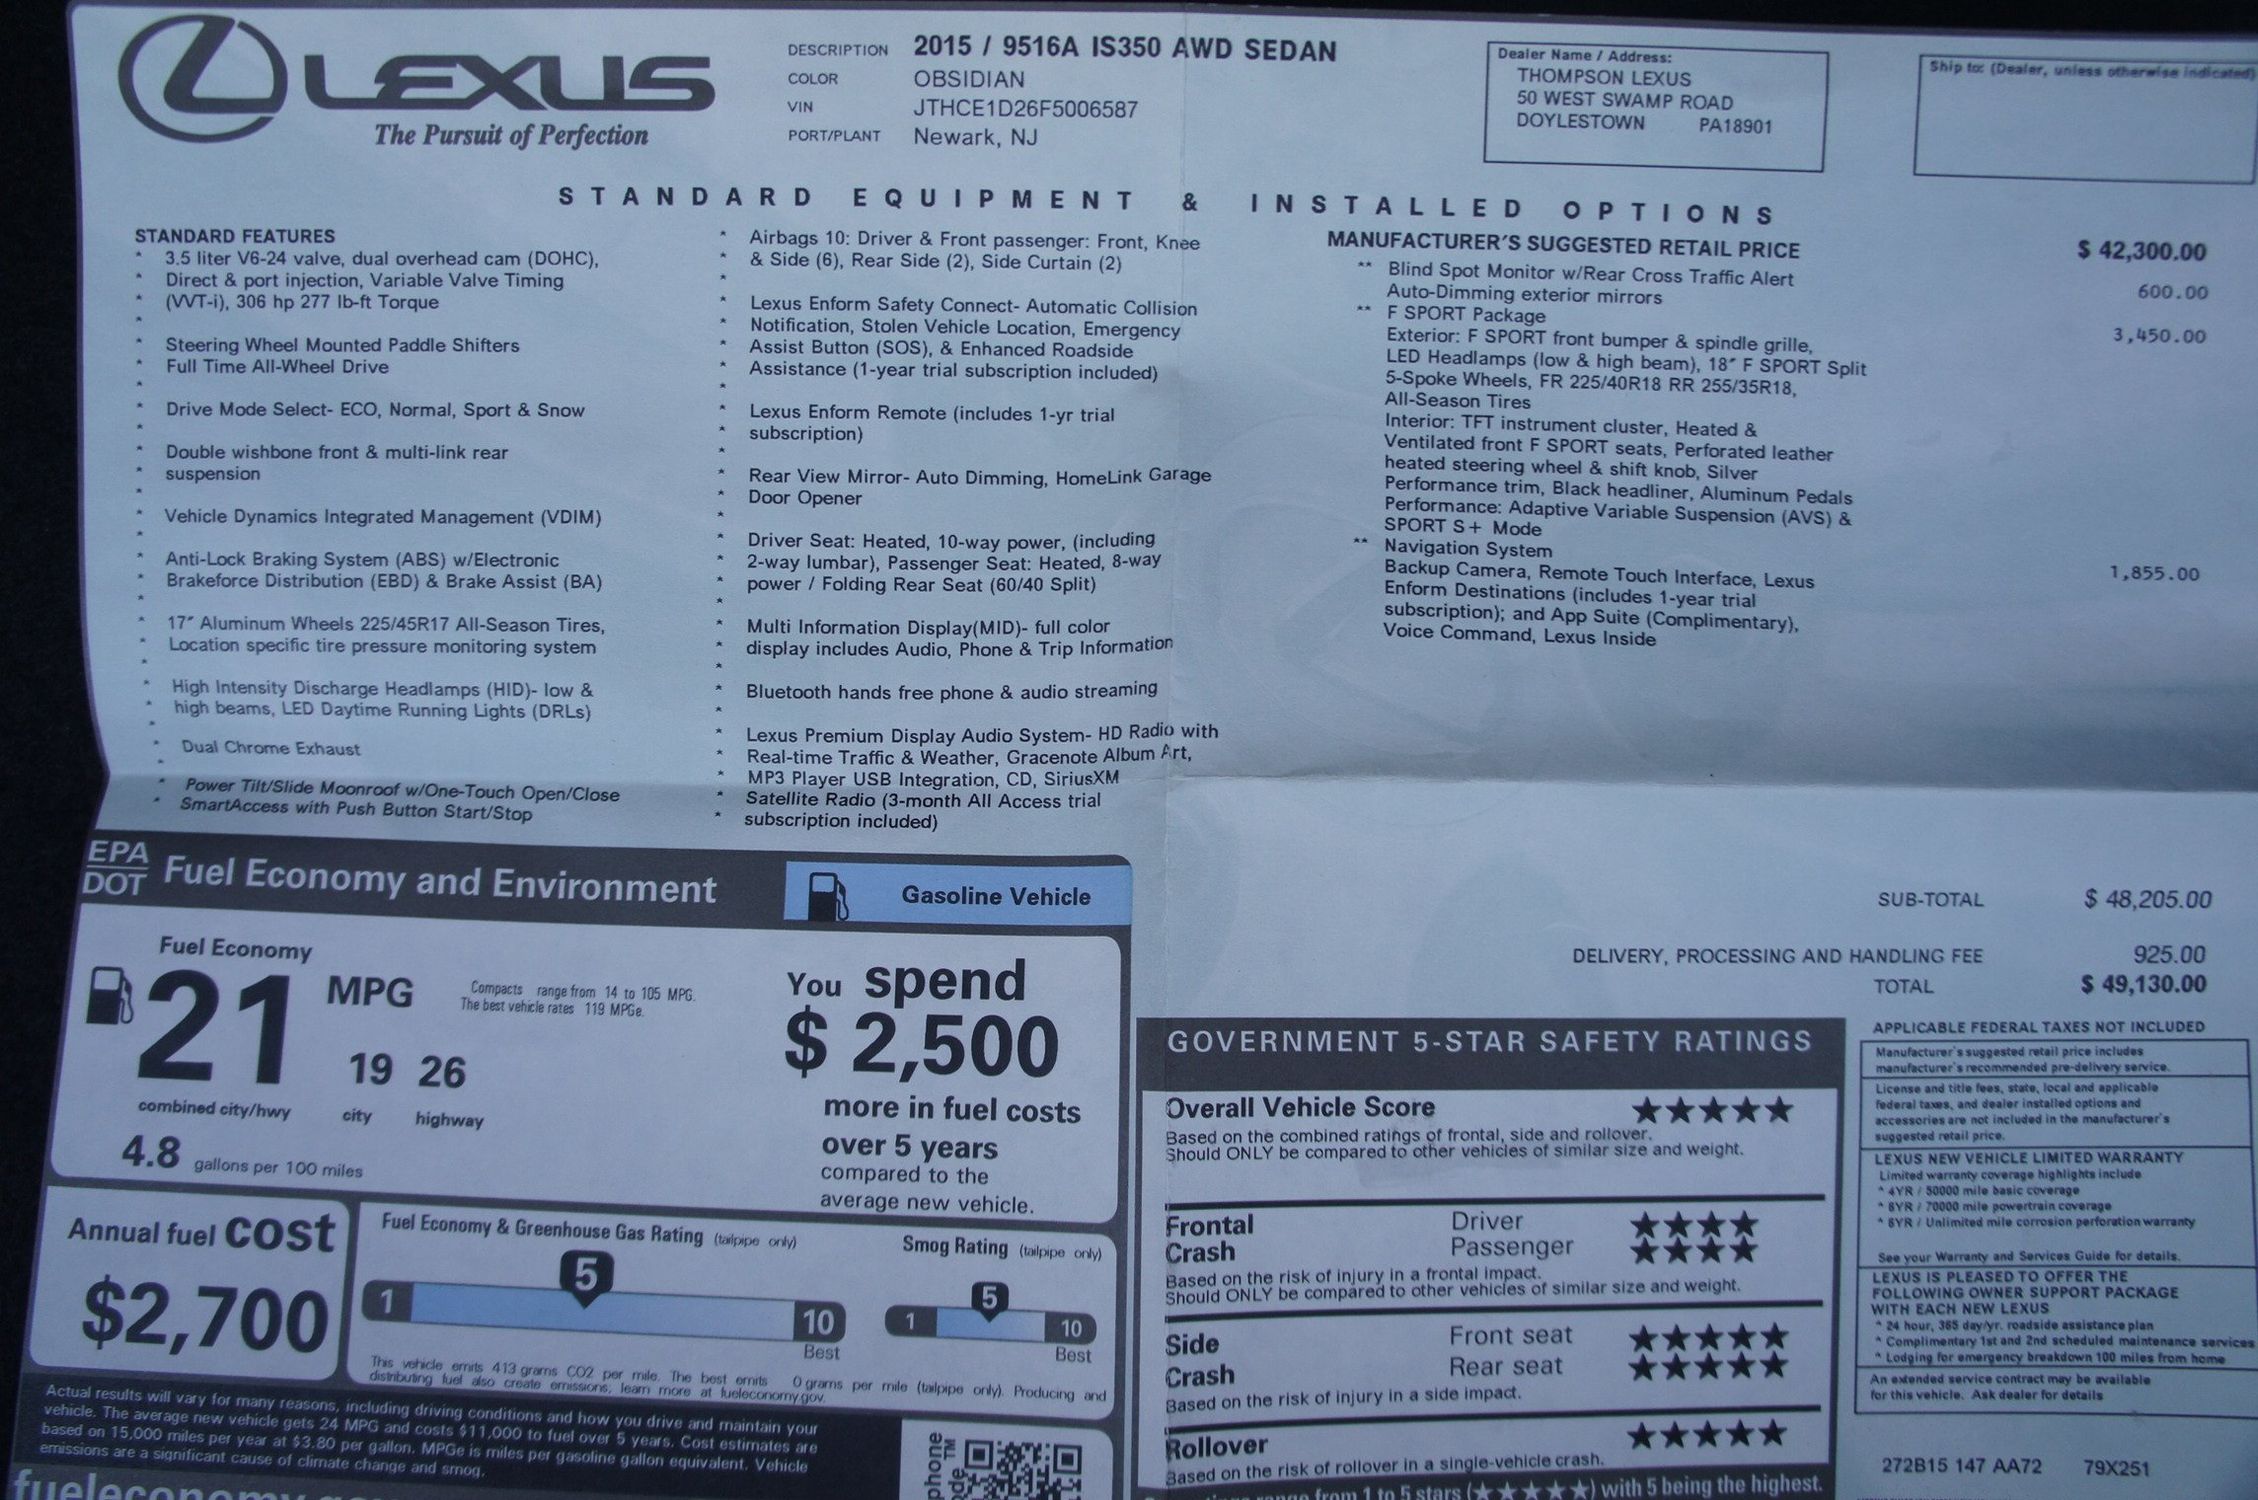 LEXUS
The Pursuit of Perfection
DESCRIPTION 2015 / 9516A IS350 AWD SEDAN
COLOR OBSIDIAN
VIN JTHCE1D26F5006587
PORT/PLANT Newark, NJ
Dealer Name / Address:
THOMPSON LEXUS
50 WEST SWAMP ROAD
DOYLESTOWN PA18901
Ship to: (Dealer, unless otherwise indicated)
STANDARD EQUIPMENT & INSTALLED OPTIONS
STANDARD FEATURES
* 3.5 liter V6-24 valve, dual overhead cam (DOHC),
* Direct & port injection, Variable Valve Timing
* (VVT-i), 306 hp 277 lb-ft Torque
*
* Steering Wheel Mounted Paddle Shifters
* Full Time All-Wheel Drive
*
* Drive Mode Select- ECO, Normal, Sport & Snow
*
* Double wishbone front & multi-link rear
* suspension
*
* Vehicle Dynamics Integrated Management (VDIM)
*
* Anti-Lock Braking System (ABS) w/Electronic
* Brakeforce Distribution (EBD) & Brake Assist (BA)
*
* 17″ Aluminum Wheels 225/45R17 All-Season Tires,
* Location specific tire pressure monitoring system
*
* High Intensity Discharge Headlamps (HID)- low &
* high beams, LED Daytime Running Lights (DRLs)
*
* Dual Chrome Exhaust
*
* Power Tilt/Slide Moonroof w/One-Touch Open/Close
* SmartAccess with Push Button Start/Stop
* Airbags 10: Driver & Front passenger: Front, Knee
* & Side (6), Rear Side (2), Side Curtain (2)
*
* Lexus Enform Safety Connect- Automatic Collision
* Notification, Stolen Vehicle Location, Emergency
* Assist Button (SOS), & Enhanced Roadside
* Assistance (1-year trial subscription included)
*
* Lexus Enform Remote (includes 1-yr trial
* subscription)
*
* Rear View Mirror- Auto Dimming, HomeLink Garage
* Door Opener
*
* Driver Seat: Heated, 10-way power, (including
* 2-way lumbar), Passenger Seat: Heated, 8-way
* power / Folding Rear Seat (60/40 Split)
*
* Multi Information Display(MID)- full color
* display includes Audio, Phone & Trip Information
*
* Bluetooth hands free phone & audio streaming
*
* Lexus Premium Display Audio System- HD Radio with
* Real-time Traffic & Weather, Gracenote Album Art,
* MP3 Player USB Integration, CD, SiriusXM
* Satellite Radio (3-month All Access trial
* subscription included)
MANUFACTURER'S SUGGESTED RETAIL PRICE $ 42,300.00
** Blind Spot Monitor w/Rear Cross Traffic Alert
Auto-Dimming exterior mirrors 600.00
** F SPORT Package
Exterior: F SPORT front bumper & spindle grille, 3,450.00
LED Headlamps (low & high beam), 18″ F SPORT Split
5-Spoke Wheels, FR 225/40R18 RR 255/35R18,
All-Season Tires
Interior: TFT instrument cluster, Heated &
Ventilated front F SPORT seats, Perforated leather
heated steering wheel & shift knob, Silver
Performance trim, Black headliner, Aluminum Pedals
Performance: Adaptive Variable Suspension (AVS) &
SPORT S+ Mode
** Navigation System
Backup Camera, Remote Touch Interface, Lexus 1,855.00
Enform Destinations (includes 1-year trial
subscription); and App Suite (Complimentary),
Voice Command, Lexus Inside
SUB-TOTAL $ 48,205.00
DELIVERY, PROCESSING AND HANDLING FEE 925.00
TOTAL $ 49,130.00
EPA
DOT
Fuel Economy and Environment
Gasoline Vehicle
Fuel Economy
21 MPG
combined city/hwy
19 city
26 highway
4.8 gallons per 100 miles
Compacts range from 14 to 105 MPG.
The best vehicle rates 119 MPGe.
You spend
$ 2,500
more in fuel costs
over 5 years
compared to the
average new vehicle.
Annual fuel cost
$2,700
Fuel Economy & Greenhouse Gas Rating (tailpipe only)
1 5 10
Best
Smog Rating (tailpipe only)
1 5 10
Best
This vehicle emits 413 grams CO2 per mile. The best emits 0 grams per mile (tailpipe only). Producing and
distributing fuel also create emissions; learn more at fueleconomy.gov.
Actual results will vary for many reasons, including driving conditions and how you drive and maintain your
vehicle. The average new vehicle gets 24 MPG and costs $11,000 to fuel over 5 years. Cost estimates are
based on 15,000 miles per year at $3.80 per gallon. MPGe is miles per gasoline gallon equivalent. Vehicle
emissions are a significant cause of climate change and smog.
GOVERNMENT 5-STAR SAFETY RATINGS
Overall Vehicle Score ★★★★★
Based on the combined ratings of frontal, side and rollover.
Should ONLY be compared to other vehicles of similar size and weight.
Frontal Driver ★★★★
Crash Passenger ★★★★
Based on the risk of injury in a frontal impact.
Should ONLY be compared to other vehicles of similar size and weight.
Side Front seat ★★★★★
Crash Rear seat ★★★★★
Based on the risk of injury in a side impact.
Rollover ★★★★★
Based on the risk of rollover in a single-vehicle crash.
from 1 to 5 stars (★★★★★) with 5 being the highest.
APPLICABLE FEDERAL TAXES NOT INCLUDED
Manufacturer's suggested retail price includes
manufacturer's recommended pre-delivery service.
License and title fees, state, local and applicable
federal taxes, and dealer installed options and
accessories are not included in the manufacturer's
suggested retail price.
LEXUS NEW VEHICLE LIMITED WARRANTY
Limited warranty coverage highlights include
* 4YR / 50000 mile basic coverage
* 6YR / 70000 mile powertrain coverage
* 6YR / Unlimited mile corrosion perforation warranty
See your Warranty and Services Guide for details.
LEXUS IS PLEASED TO OFFER THE
FOLLOWING OWNER SUPPORT PACKAGE
WITH EACH NEW LEXUS
* 24 hour, 365 day/yr. roadside assistance plan
* Complimentary 1st and 2nd scheduled maintenance services
* Lodging for emergency breakdown 100 miles from home
An extended service contract may be available
for this vehicle. Ask dealer for details
272B15 147 AA72 79X251